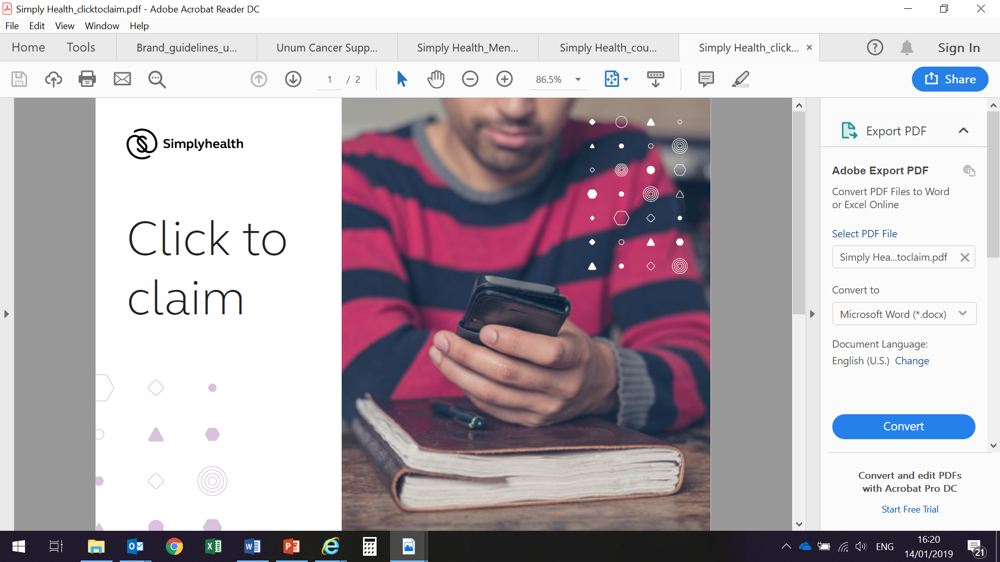 Simply Health_clicktoclaim.pdf - Adobe Acrobat Reader DC
File Edit View Window Help
Home Tools Brand_guidelines_u... Unum Cancer Supp... Simply Health_Men... Simply Health_cou... Simply Health_click... Sign In
1 / 2 86.5% Share
Simplyhealth
Click to
claim
Export PDF
Adobe Export PDF
Convert PDF Files to Word
or Excel Online
Select PDF File
Simply Hea...toclaim.pdf
Convert to
Microsoft Word (*.docx)
Document Language:
English (U.S.) Change
Convert
Convert and edit PDFs
with Acrobat Pro DC
Start Free Trial
ENG 16:20
14/01/2019 21